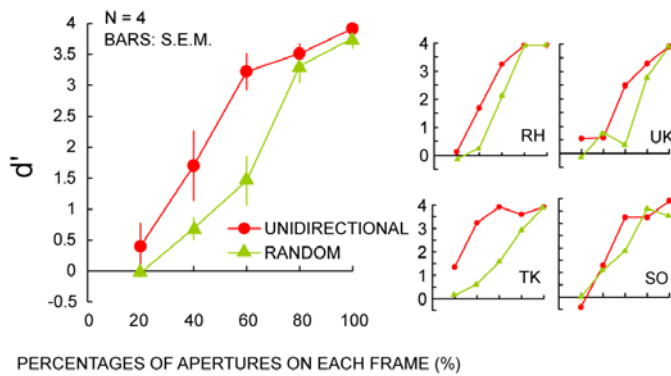 N = 4
BARS: S.E.M.
4
3.5
3
2.5
2
1.5
1
0.5
0
-0.5
d'
UNIDIRECTIONAL
RANDOM
0 20 40 60 80 100
4
3
2
1
0
RH
UK
4
3
2
1
0
TK
SO
PERCENTAGES OF APERTURES ON EACH FRAME (%)